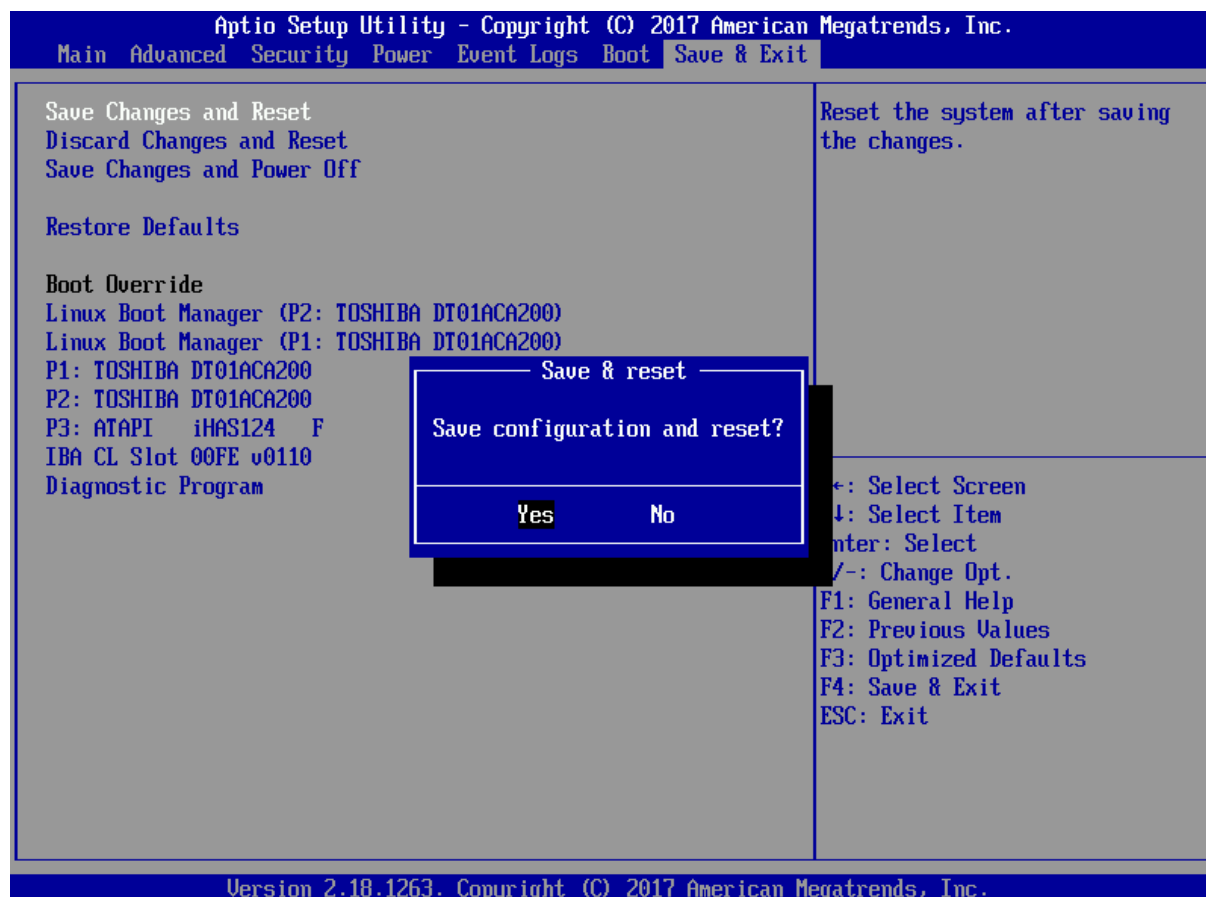 Aptio Setup Utility - Copyright (C) 2017 American Megatrends, Inc.
Main Advanced Security Power Event Logs Boot Save & Exit
Save Changes and Reset
Discard Changes and Reset
Save Changes and Power Off
Restore Defaults
Boot Override
Linux Boot Manager (P2: TOSHIBA DT01ACA200)
Linux Boot Manager (P1: TOSHIBA DT01ACA200)
P1: TOSHIBA DT01ACA200
P2: TOSHIBA DT01ACA200
P3: ATAPI iHAS124 F
IBA CL Slot 00FE v0110
Diagnostic Program
Save & reset
Save configuration and reset?
Yes No
Reset the system after saving
the changes.
←: Select Screen
↓: Select Item
nter: Select
/-: Change Opt.
F1: General Help
F2: Previous Values
F3: Optimized Defaults
F4: Save & Exit
ESC: Exit
Version 2.18.1263. Copyright (C) 2017 American Megatrends, Inc.